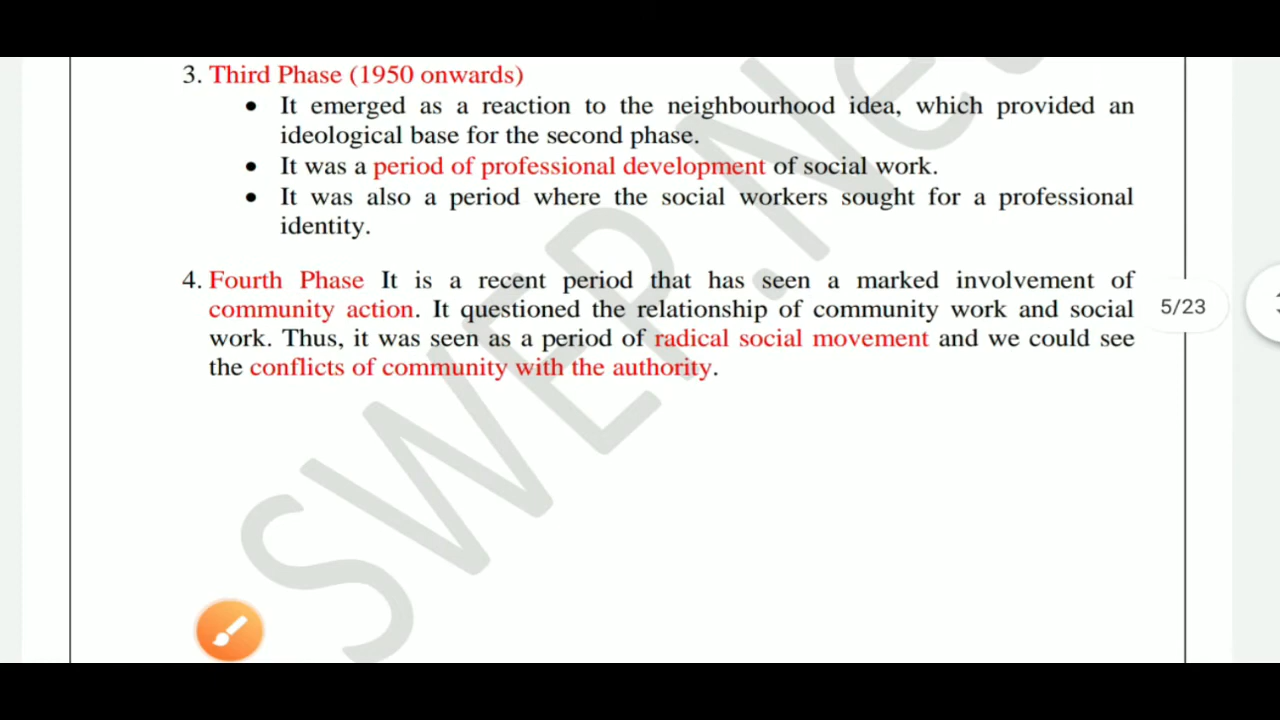 3. Third Phase (1950 onwards)
• It emerged as a reaction to the neighbourhood idea, which provided an
ideological base for the second phase.
• It was a period of professional development of social work.
• It was also a period where the social workers sought for a professional
identity.
4. Fourth Phase It is a recent period that has seen a marked involvement of
community action. It questioned the relationship of community work and social
work. Thus, it was seen as a period of radical social movement and we could see
the conflicts of community with the authority.
5/23
SWEP.Ne